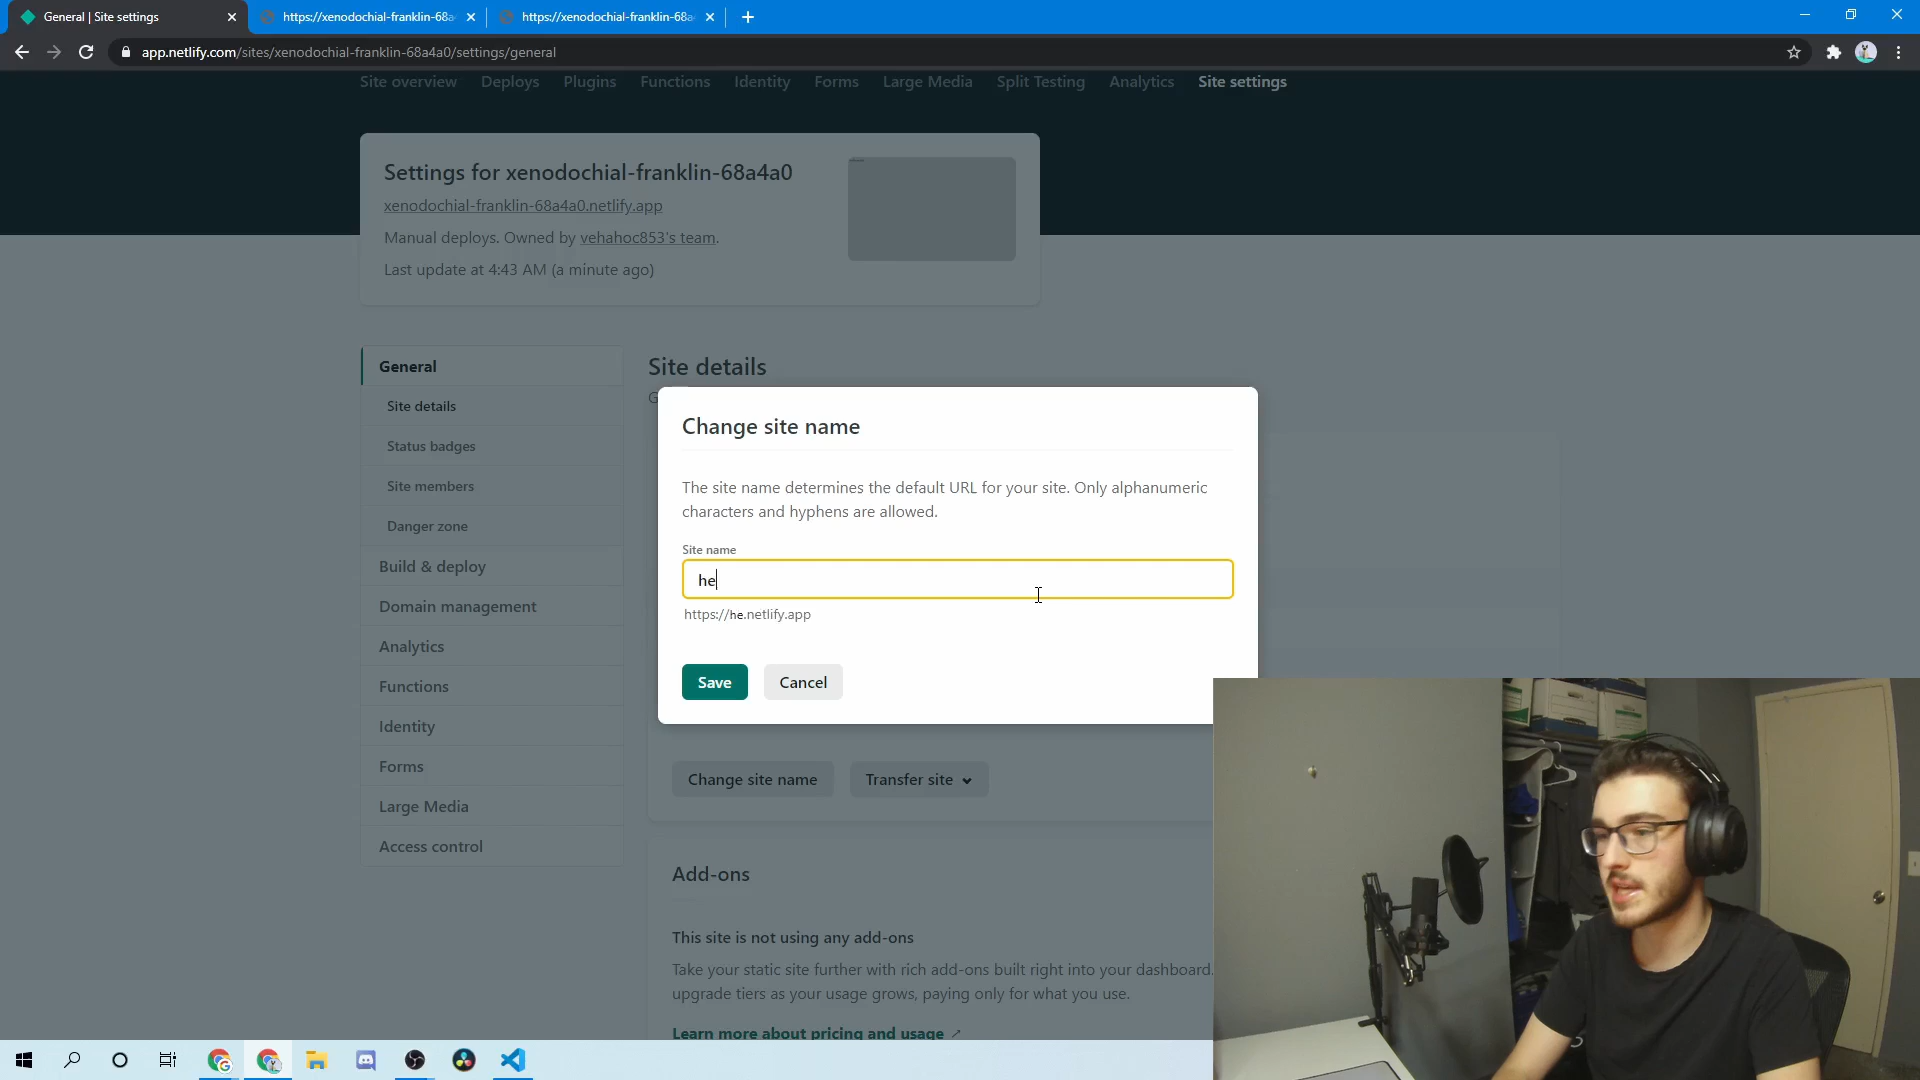 General | Site settings
https://xenodochial-franklin-68a
https://xenodochial-franklin-68a
app.netlify.com/sites/xenodochial-franklin-68a4a0/settings/general
Site overview Deploys Plugins Functions Identity Forms Large Media Split Testing Analytics Site settings
Settings for xenodochial-franklin-68a4a0
xenodochial-franklin-68a4a0.netlify.app
Manual deploys. Owned by vehahoc853's team.
Last update at 4:43 AM (a minute ago)
General
Site details
Status badges
Site members
Danger zone
Build & deploy
Domain management
Analytics
Functions
Identity
Forms
Large Media
Access control
Site details
G
Change site name
The site name determines the default URL for your site. Only alphanumeric
characters and hyphens are allowed.
Site name
he
https://he.netlify.app
Save Cancel
Change site name Transfer site
Add-ons
This site is not using any add-ons
Take your static site further with rich add-ons built right into your dashboard.
upgrade tiers as your usage grows, paying only for what you use.
Learn more about pricing and usage